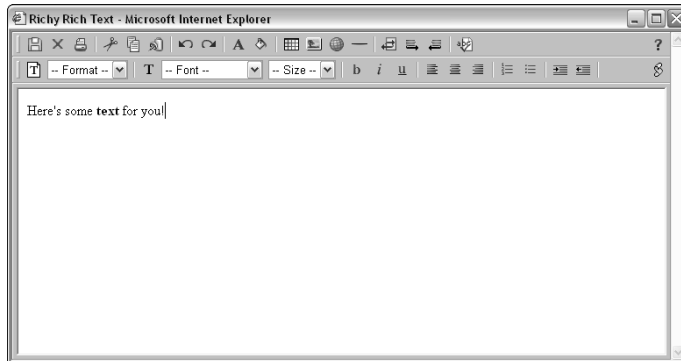 Richy Rich Text - Microsoft Internet Explorer
A ?
T -- Format -- T -- Font -- -- Size -- b i u
Here's some text for you!